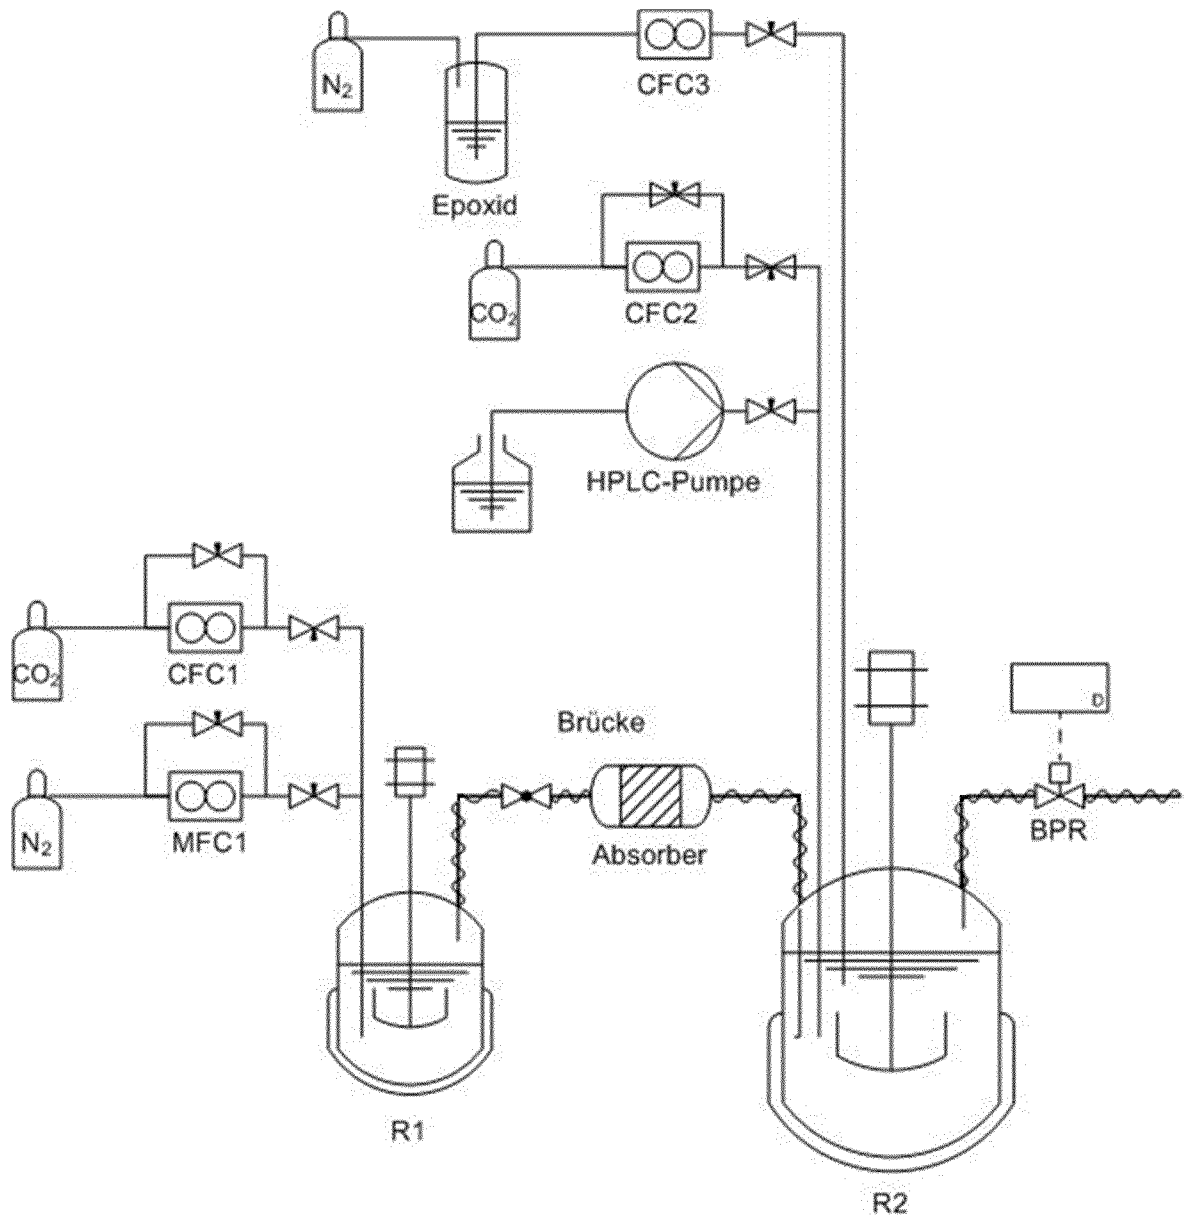 N₂
CFC3
Epoxid
CO₂
CFC2
HPLC-Pumpe
CO₂
CFC1
N₂
MFC1
Brücke
Absorber
D
BPR
R1
R2